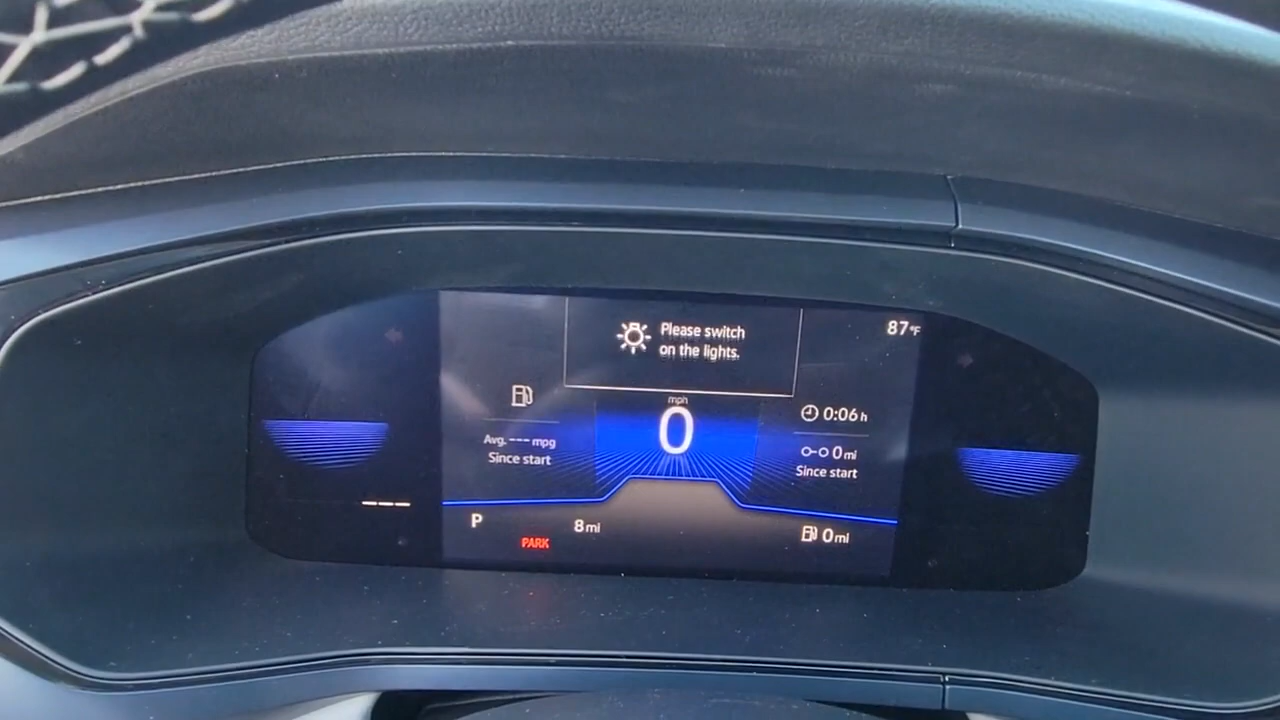 Please switch
on the lights.
87°F
mph
0
0:06 h
Avg. --- mpg
Since start
0 mi
Since start
---
P
PARK
8 mi
0 mi